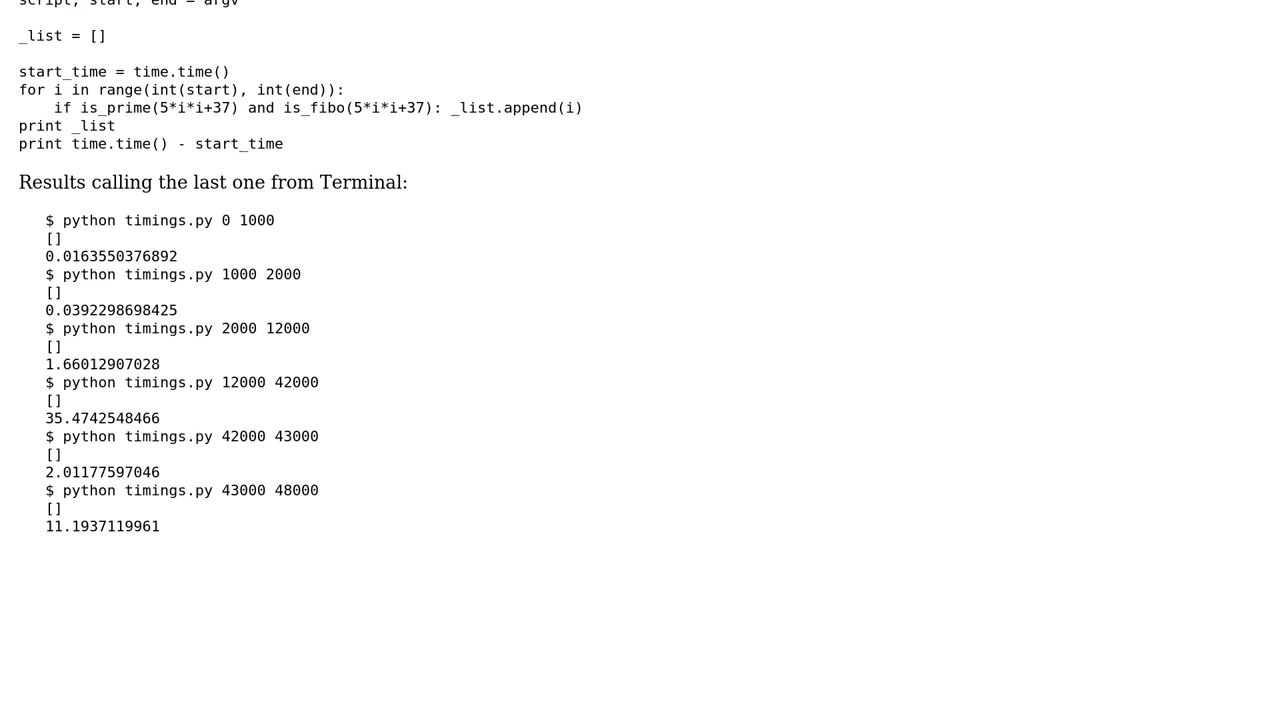 script, start, end = argv
_list = []
start_time = time.time()
for i in range(int(start), int(end)):
    if is_prime(5*i*i+37) and is_fibo(5*i*i+37): _list.append(i)
print _list
print time.time() - start_time
Results calling the last one from Terminal:
$ python timings.py 0 1000
[]
0.0163550376892
$ python timings.py 1000 2000
[]
0.0392298698425
$ python timings.py 2000 12000
[]
1.66012907028
$ python timings.py 12000 42000
[]
35.4742548466
$ python timings.py 42000 43000
[]
2.01177597046
$ python timings.py 43000 48000
[]
11.1937119961